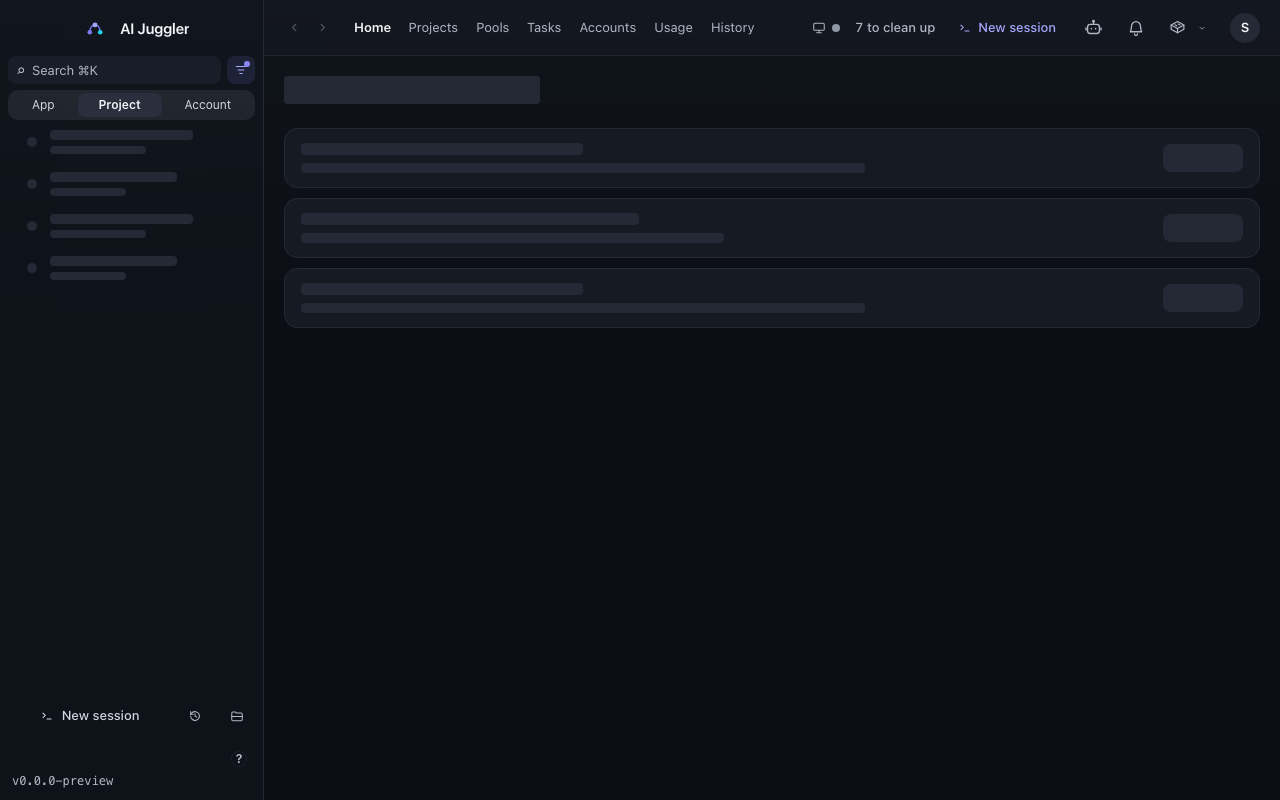 AI Juggler
Search ⌘K
App Project Account
New session
?
v0.0.0-preview
Home Projects Pools Tasks Accounts Usage History
7 to clean up
New session
S